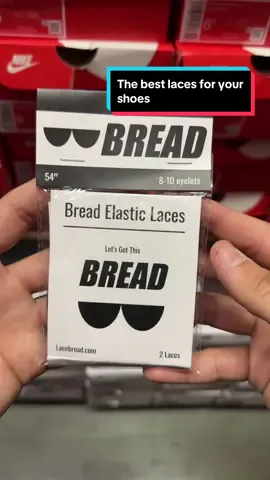 The best laces for your
shoes
NIKE
BREAD
54"
8-10 eyelets
Bread Elastic Laces
Let's Get This
BREAD
Lacebread.com
2 Laces